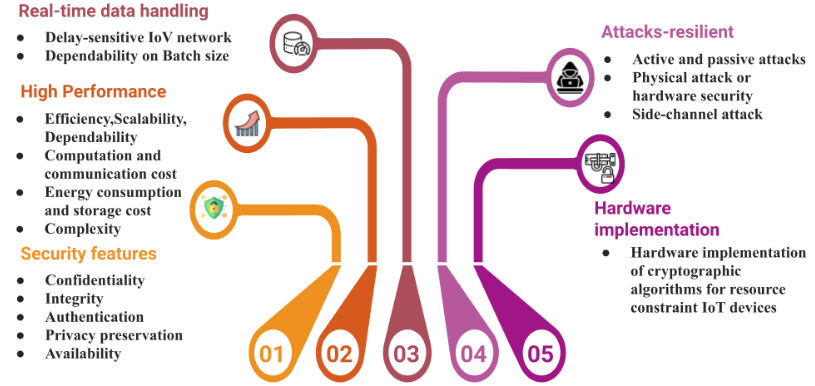 Real-time data handling
● Delay-sensitive IoV network
● Dependability on Batch size
High Performance
● Efficiency,Scalability,
Dependability
● Computation and
communication cost
● Energy consumption
and storage cost
● Complexity
Security features
● Confidentiality
● Integrity
● Authentication
● Privacy preservation
● Availability
Attacks-resilient
● Active and passive attacks
● Physical attack or
hardware security
● Side-channel attack
Hardware
implementation
● Hardware implementation
of cryptographic
algorithms for resource
constraint IoT devices
01
02
03
04
05